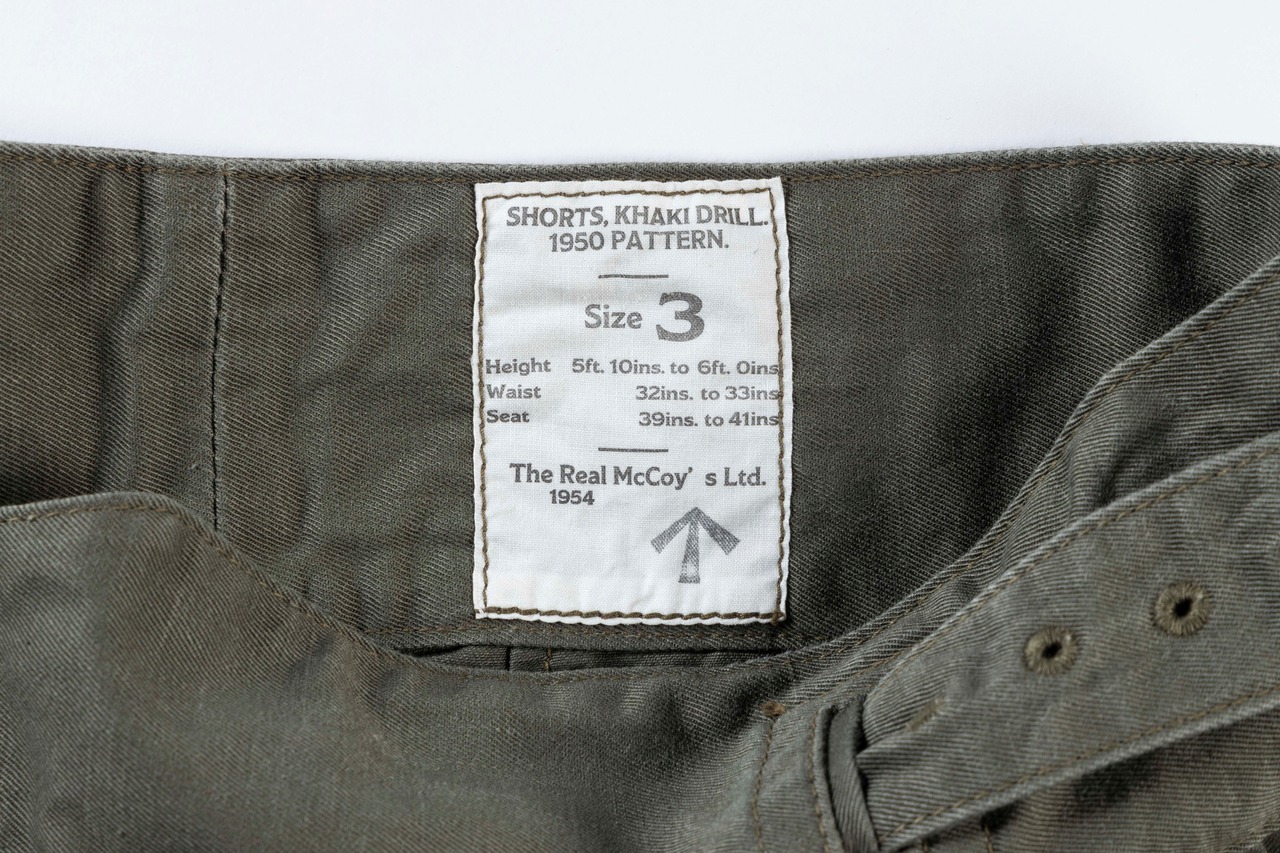 SHORTS, KHAKI DRILL.
1950 PATTERN.
Size 3
Height 5ft. 10ins. to 6ft. 0ins
Waist 32ins. to 33ins
Seat 39ins. to 41ins
The Real McCoy’ s Ltd.
1954